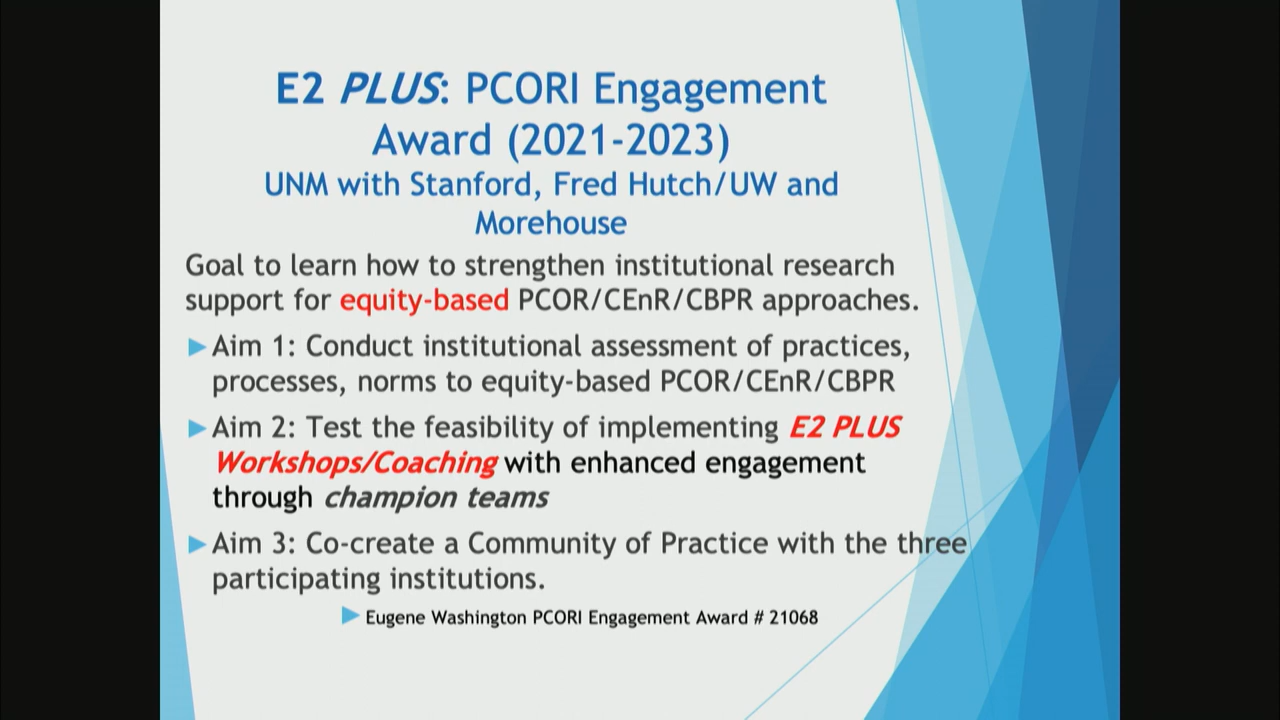 E2 PLUS: PCORI Engagement
Award (2021-2023)
UNM with Stanford, Fred Hutch/UW and
Morehouse
Goal to learn how to strengthen institutional research
support for equity-based PCOR/CEnR/CBPR approaches.
Aim 1: Conduct institutional assessment of practices,
processes, norms to equity-based PCOR/CEnR/CBPR
Aim 2: Test the feasibility of implementing E2 PLUS
Workshops/Coaching with enhanced engagement
through champion teams
Aim 3: Co-create a Community of Practice with the three
participating institutions.
Eugene Washington PCORI Engagement Award # 21068